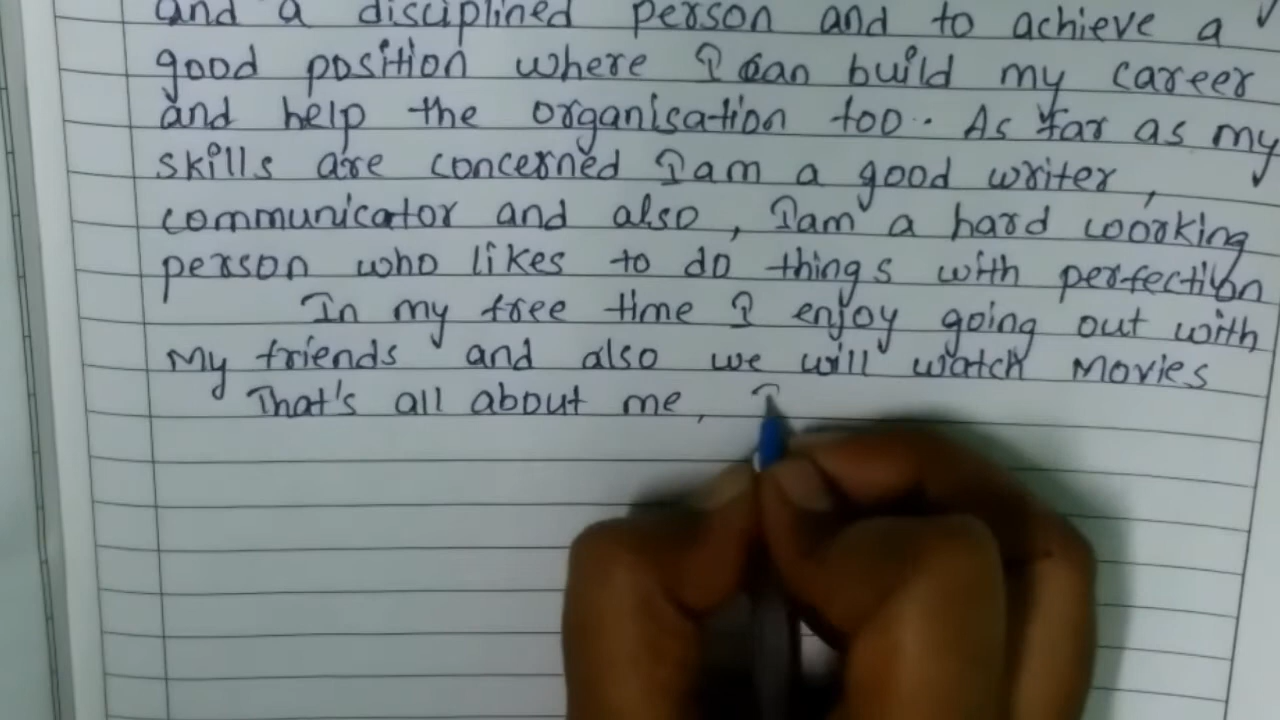 and a disciplined person and to achieve a
good position where I can build my career
and help the organisation too. As far as my
skills are concerned I am a good writer,
communicator and also, I am a hard woorking
person who likes to do things with perfection
In my free time I enjoy going out with
My friends and also we will watch Movies
That's all about me, I